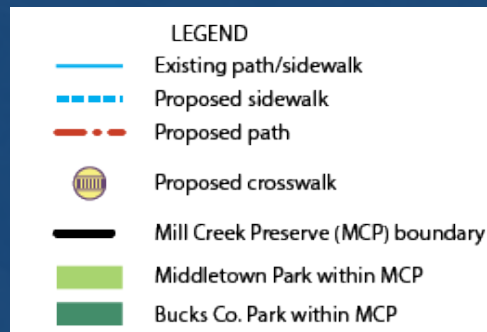 LEGEND
Existing path/sidewalk
Proposed sidewalk
Proposed path
Proposed crosswalk
Mill Creek Preserve (MCP) boundary
Middletown Park within MCP
Bucks Co. Park within MCP